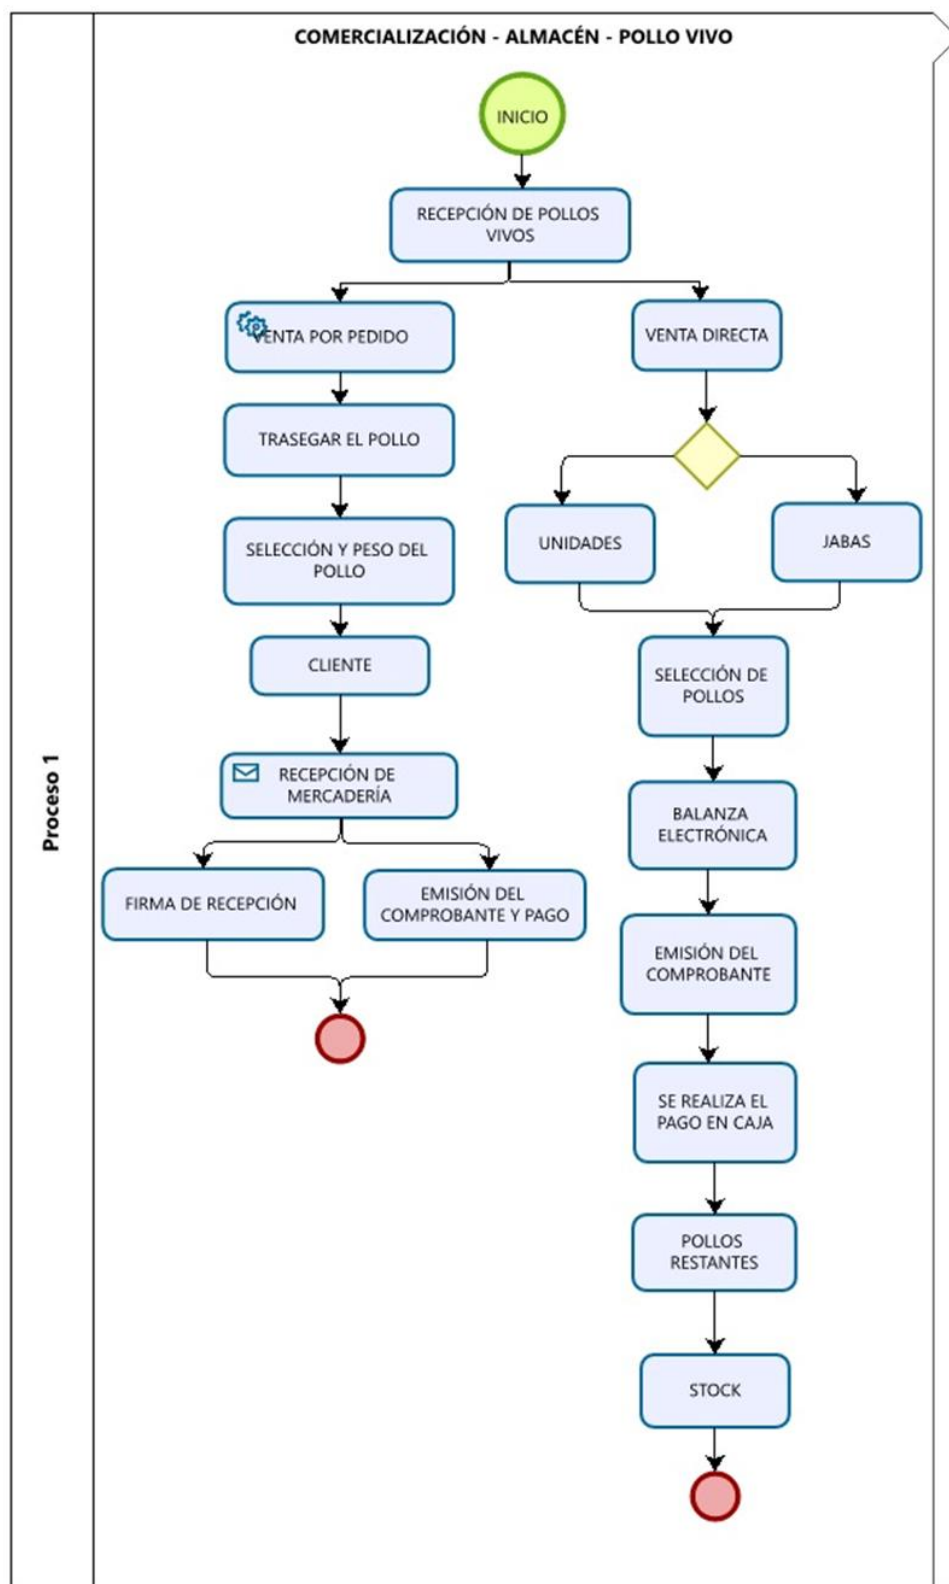 COMERCIALIZACIÓN - ALMACÉN - POLLO VIVO
Proceso 1
INICIO
RECEPCIÓN DE POLLOS
VIVOS
VENTA POR PEDIDO
TRASEGAR EL POLLO
SELECCIÓN Y PESO DEL
POLLO
CLIENTE
RECEPCIÓN DE
MERCADERÍA
FIRMA DE RECEPCIÓN
EMISIÓN DEL
COMPROBANTE Y PAGO
VENTA DIRECTA
UNIDADES
JABAS
SELECCIÓN DE
POLLOS
BALANZA
ELECTRÓNICA
EMISIÓN DEL
COMPROBANTE
SE REALIZA EL
PAGO EN CAJA
POLLOS
RESTANTES
STOCK